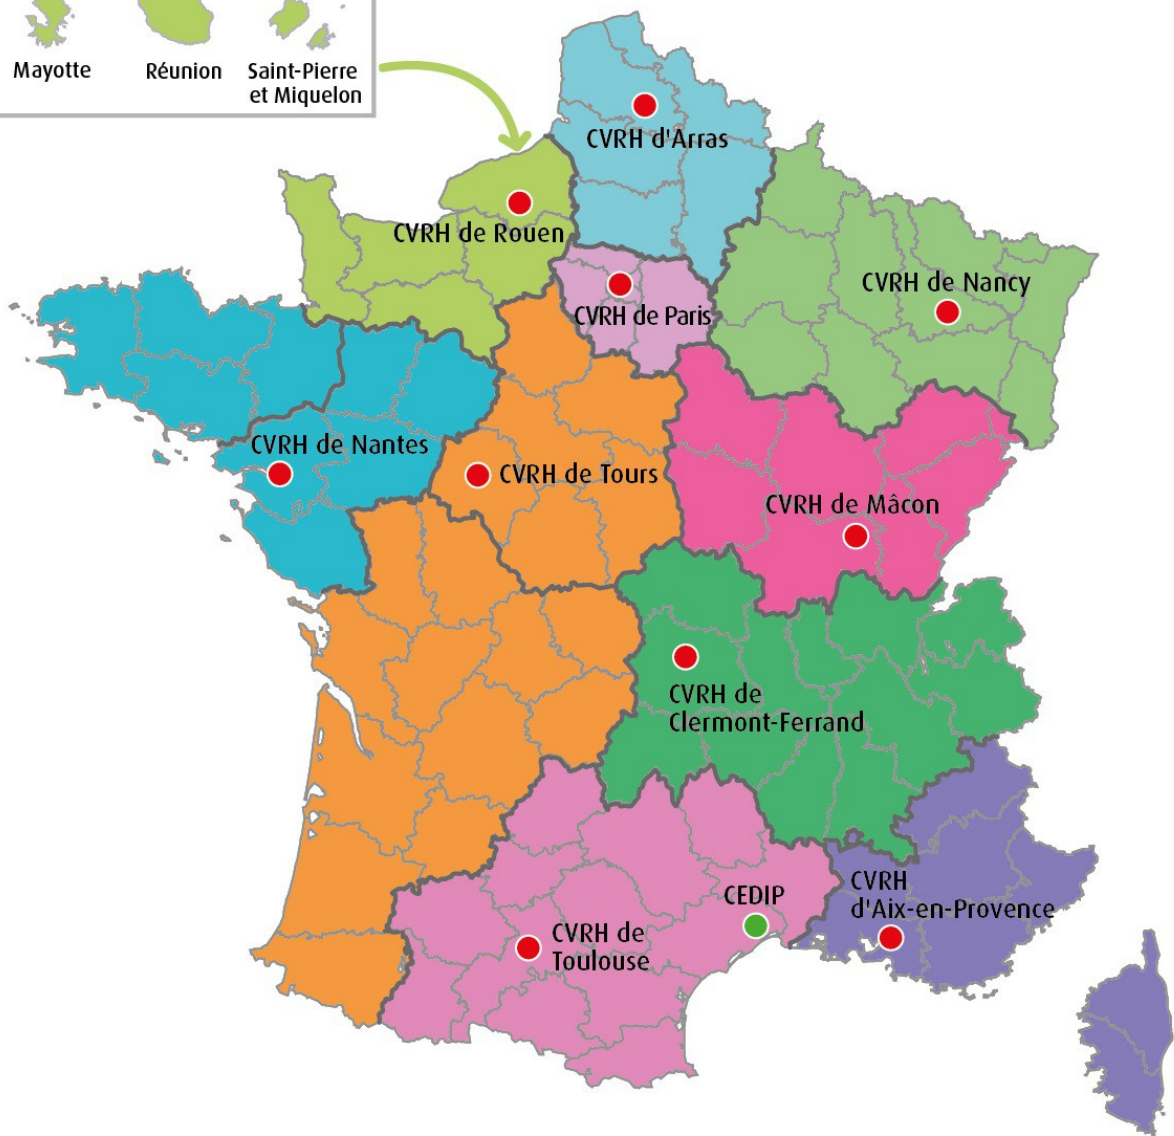 Mayotte
Réunion
Saint-Pierre
et Miquelon
CVRH d'Arras
CVRH de Rouen
CVRH de Nancy
CVRH de Paris
CVRH de Nantes
CVRH de Tours
CVRH de Mâcon
CVRH de
Clermont-Ferrand
CEDIP
CVRH
d'Aix-en-Provence
CVRH de
Toulouse